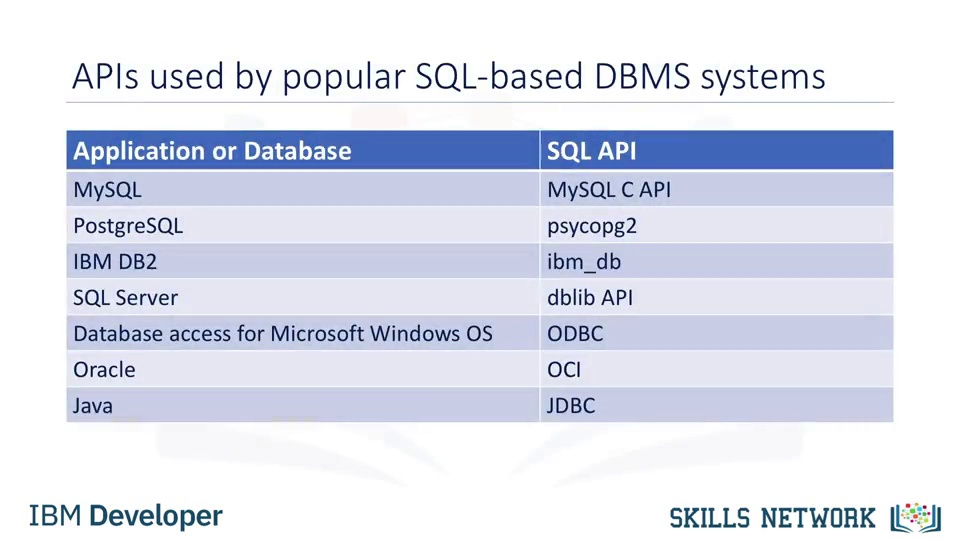 APIs used by popular SQL-based DBMS systems
Application or Database SQL API
MySQL MySQL C API
PostgreSQL psycopg2
IBM DB2 ibm_db
SQL Server dblib API
Database access for Microsoft Windows OS ODBC
Oracle OCI
Java JDBC
IBM Developer SKILLS NETWORK